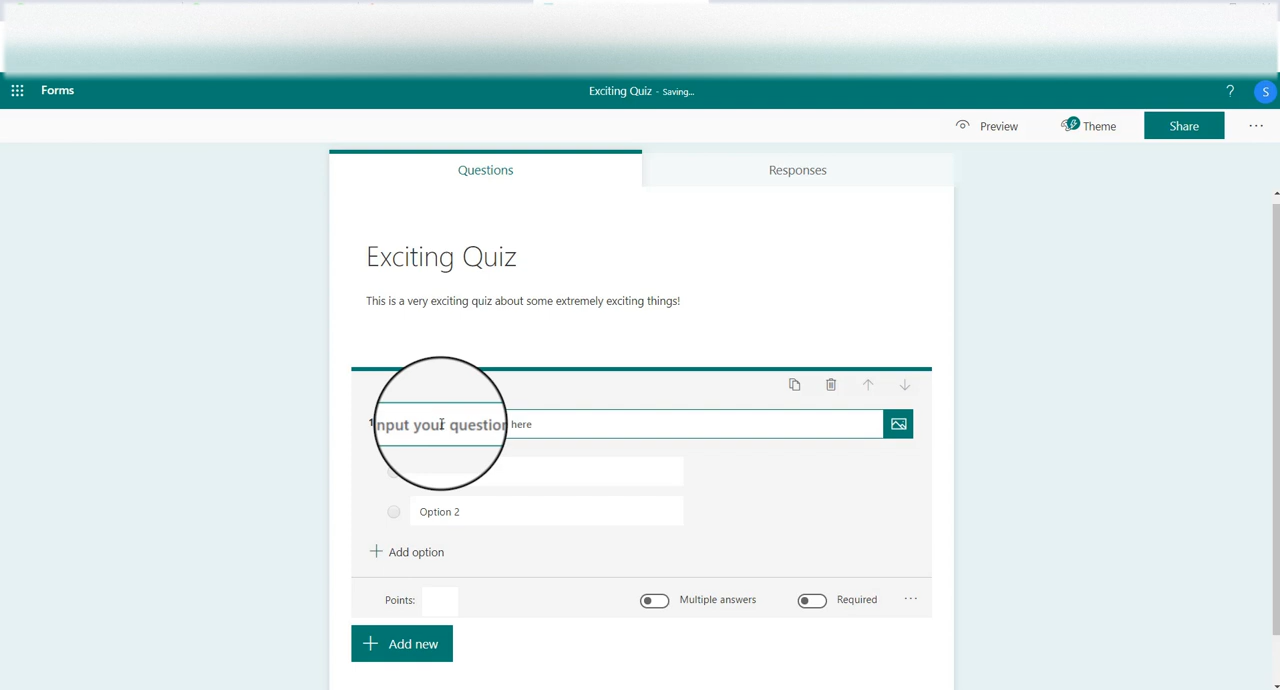 Forms
Exciting Quiz - Saving...
?
S
Preview
Theme
Share
...
Questions
Responses
Exciting Quiz
This is a very exciting quiz about some extremely exciting things!
1
nput your question here
Option 2
+ Add option
Points:
Multiple answers
Required
...
+ Add new